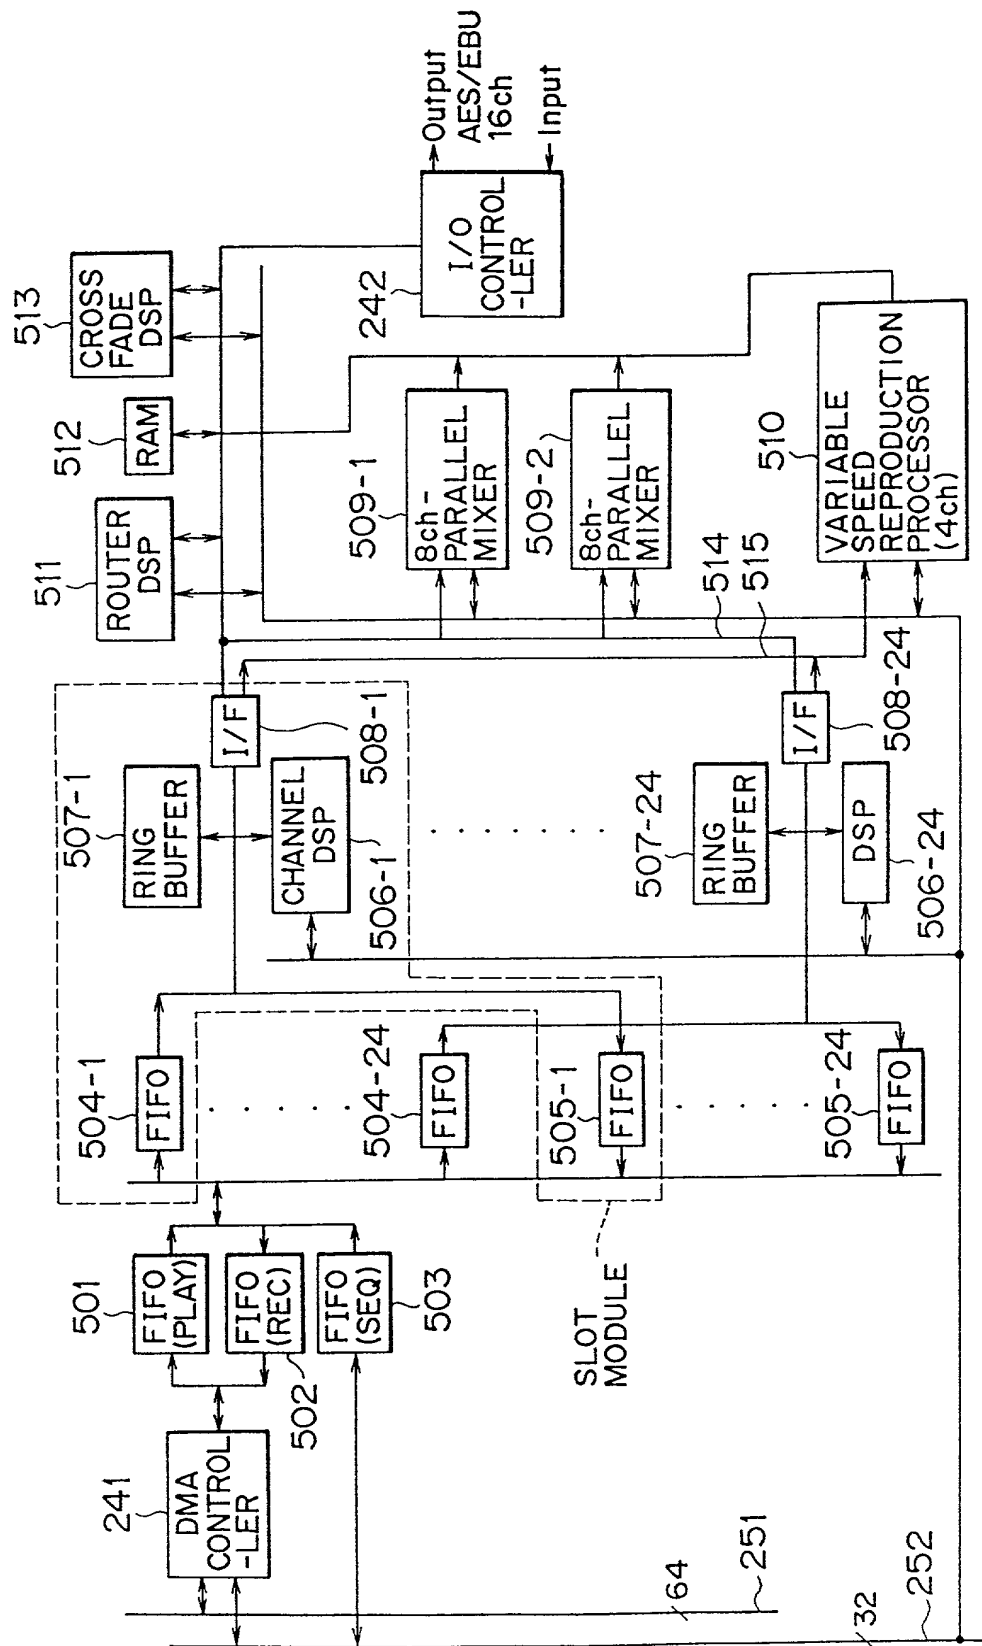 241
DMA
CONTROL
-LER
501
FIFO
(PLAY)
FIFO
(REC)
502
FIFO
(SEQ)
503
64
251
32
252
SLOT
MODULE
504-1
FIFO
504-24
FIFO
505-1
FIFO
505-24
FIFO
507-1
RING
BUFFER
I/F
508-1
CHANNEL
DSP
506-1
507-24
RING
BUFFER
I/F
508-24
DSP
506-24
514
515
511
ROUTER
DSP
512
RAM
513
CROSS
FADE
DSP
509-1
8ch-
PARALLEL
MIXER
509-2
8ch-
PARALLEL
MIXER
510
VARIABLE
SPEED
REPRODUCTION
PROCESSOR
(4ch)
242
I/O
CONTROL
-LER
Output
AES/EBU
16ch
Input